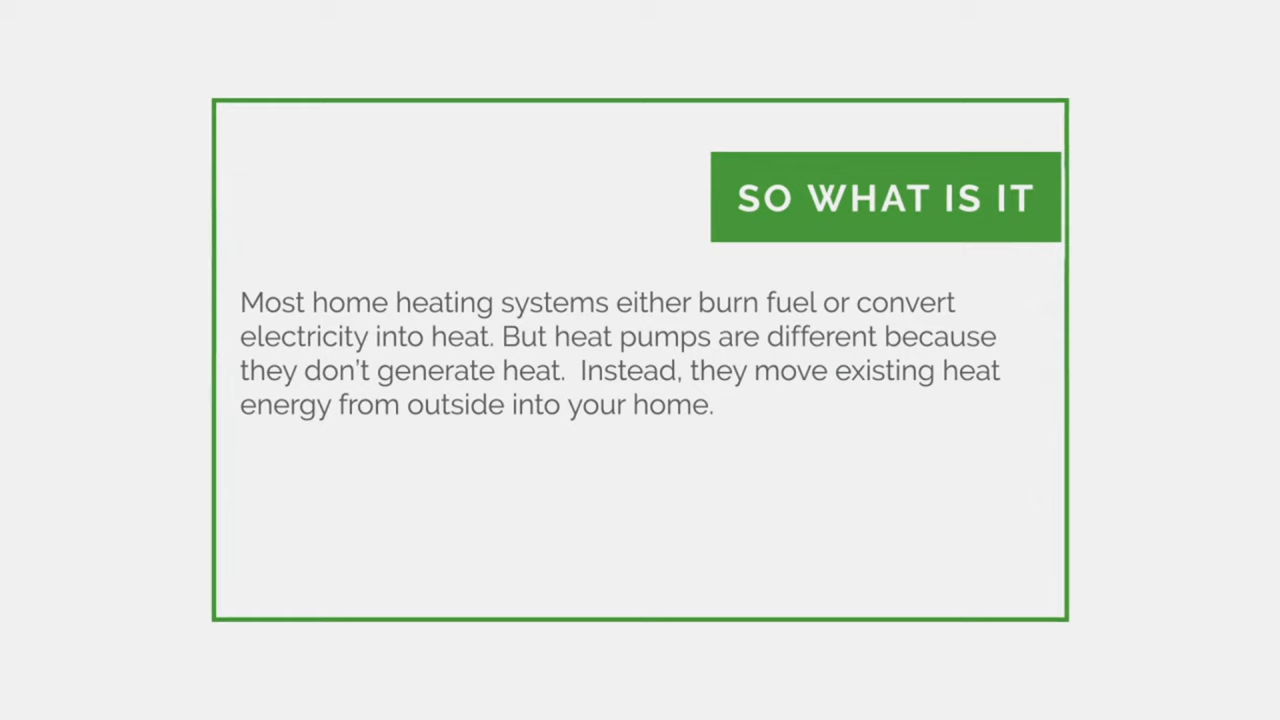 SO WHAT IS IT
Most home heating systems either burn fuel or convert
electricity into heat. But heat pumps are different because
they don’t generate heat.  Instead, they move existing heat
energy from outside into your home.